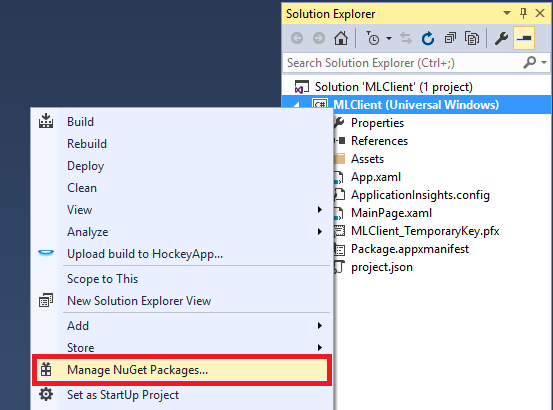 Solution Explorer
Search Solution Explorer (Ctrl+;)
Solution 'MLClient' (1 project)
C# MLClient (Universal Windows)
Properties
References
Assets
App.xaml
ApplicationInsights.config
MainPage.xaml
MLClient_TemporaryKey.pfx
Package.appxmanifest
project.json
Build
Rebuild
Deploy
Clean
View
Analyze
Upload build to HockeyApp...
Scope to This
New Solution Explorer View
Add
Store
Manage NuGet Packages...
Set as StartUp Project